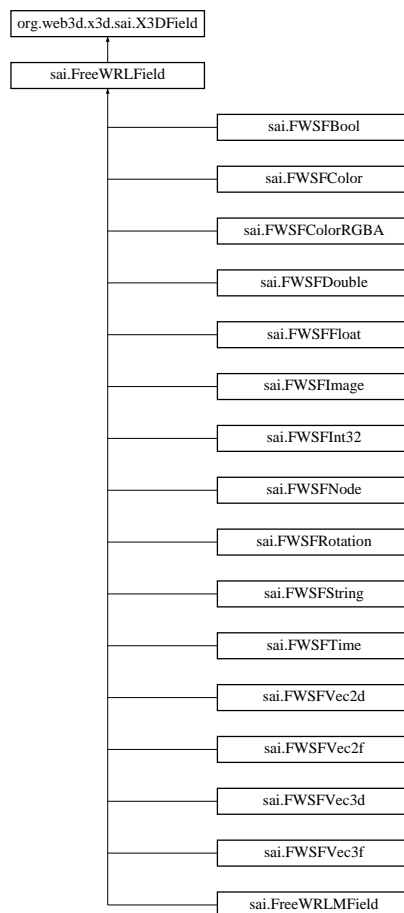 org.web3d.x3d.sai.X3DField
sai.FreeWRLField
sai.FWSFBool
sai.FWSFColor
sai.FWSFColorRGBA
sai.FWSFDouble
sai.FWSFFloat
sai.FWSFImage
sai.FWSFInt32
sai.FWSFNode
sai.FWSFRotation
sai.FWSFString
sai.FWSFTime
sai.FWSFVec2d
sai.FWSFVec2f
sai.FWSFVec3d
sai.FWSFVec3f
sai.FreeWRLMField